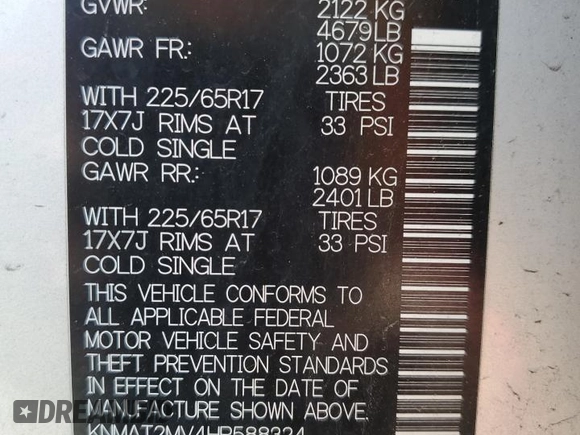 GVWR: 2122 KG
4679 LB
GAWR FR.: 1072 KG
2363 LB
WITH 225/65R17 TIRES
17X7J RIMS AT 33 PSI
COLD SINGLE
GAWR RR.: 1089 KG
2401 LB
WITH 225/65R17 TIRES
17X7J RIMS AT 33 PSI
COLD SINGLE
THIS VEHICLE CONFORMS TO
ALL APPLICABLE FEDERAL
MOTOR VEHICLE SAFETY AND
THEFT PREVENTION STANDARDS
IN EFFECT ON THE DATE OF
MANUFACTURE SHOWN ABOVE.
KNMAT2MV4HP588324